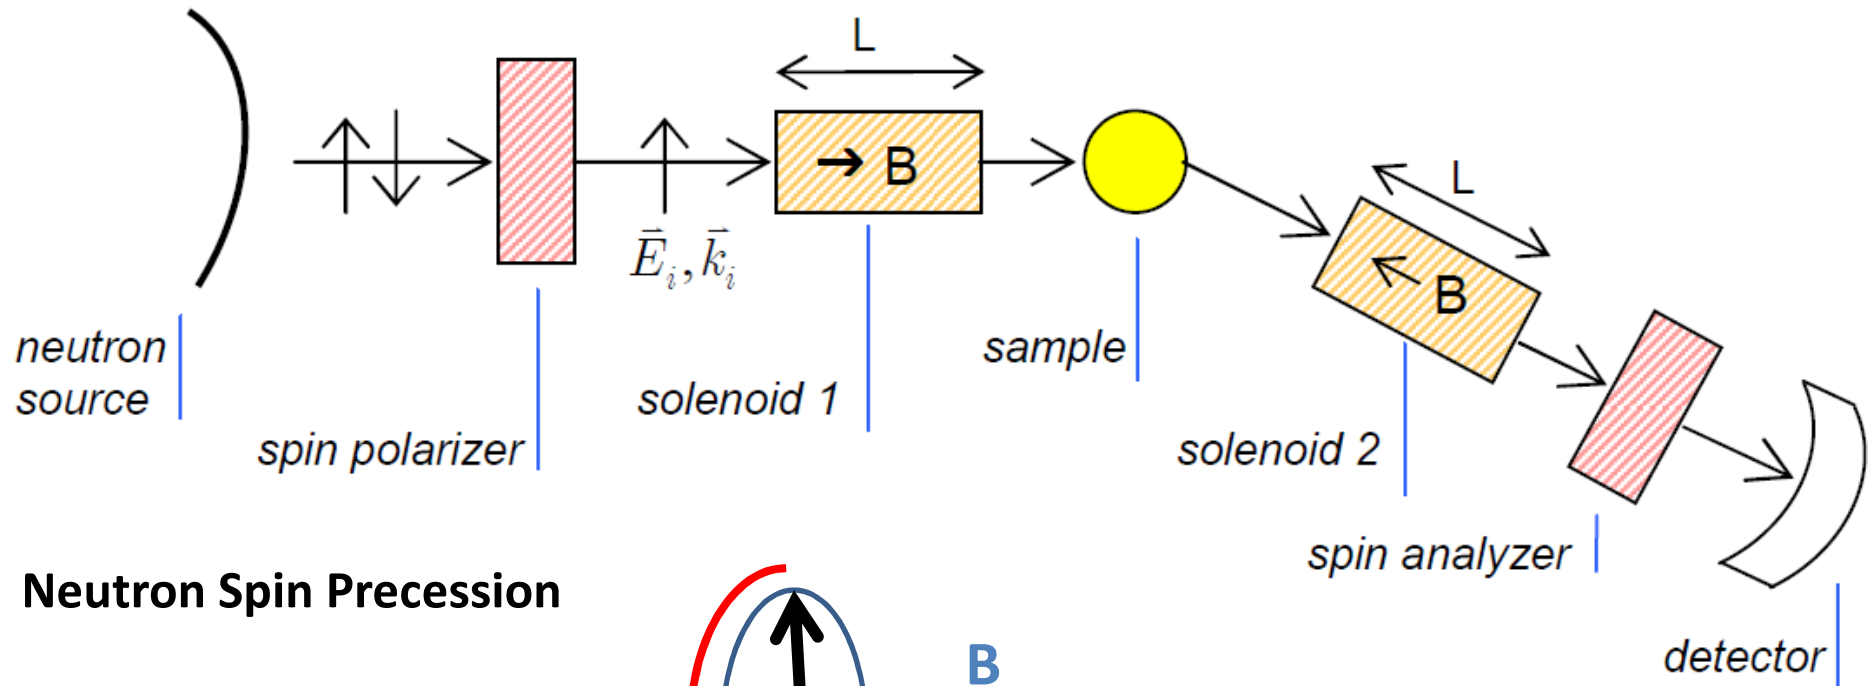 L
B
E⃗ᵢ, k⃗ᵢ
L
B
neutron
source
sample
solenoid 1
spin polarizer
solenoid 2
spin analyzer
Neutron Spin Precession
B
detector